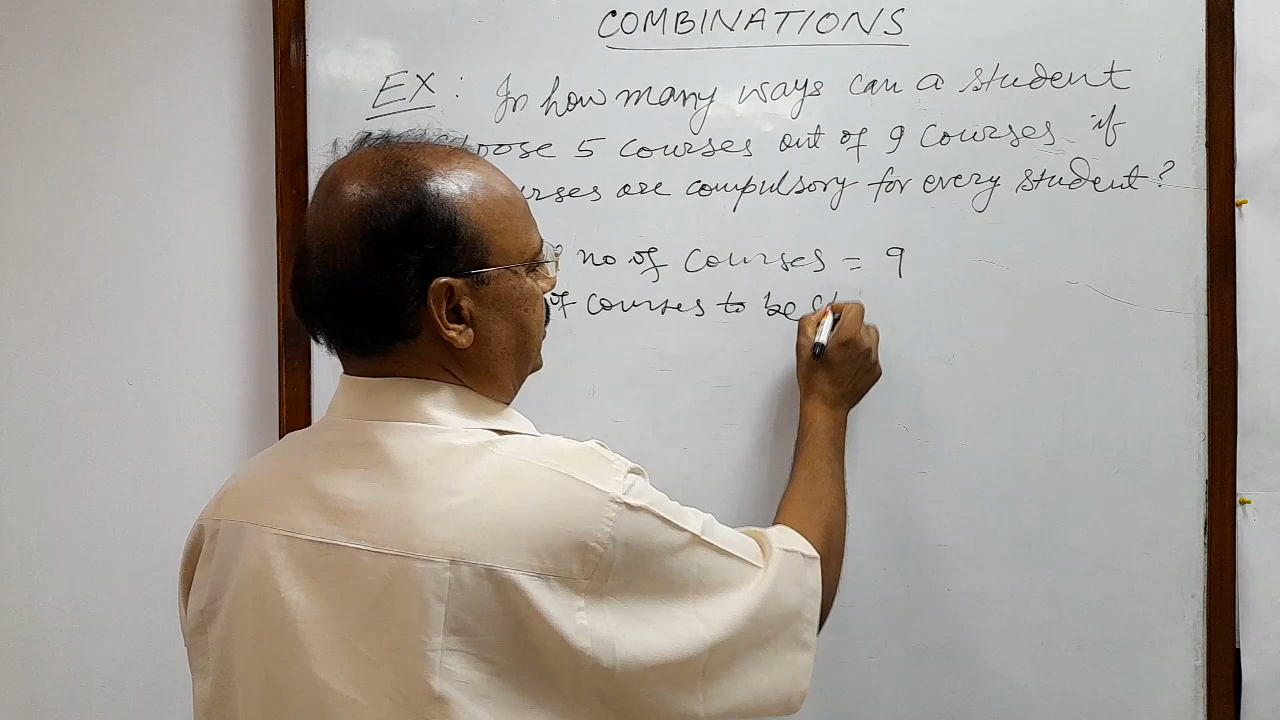 COMBINATIONS
EX : In how many ways can a student
choose 5 courses out of 9 courses if
courses are compulsory for every student?
no of courses = 9
of courses to be